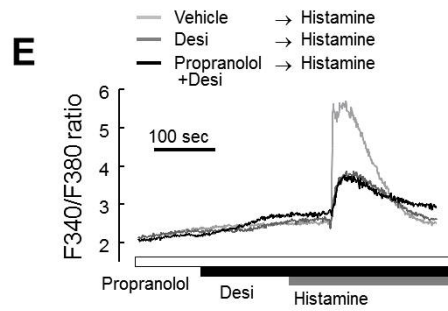 E
Vehicle → Histamine
Desi → Histamine
Propranolol → Histamine
+Desi
6
5
4
3
2
F340/F380 ratio
100 sec
Propranolol
Desi
Histamine